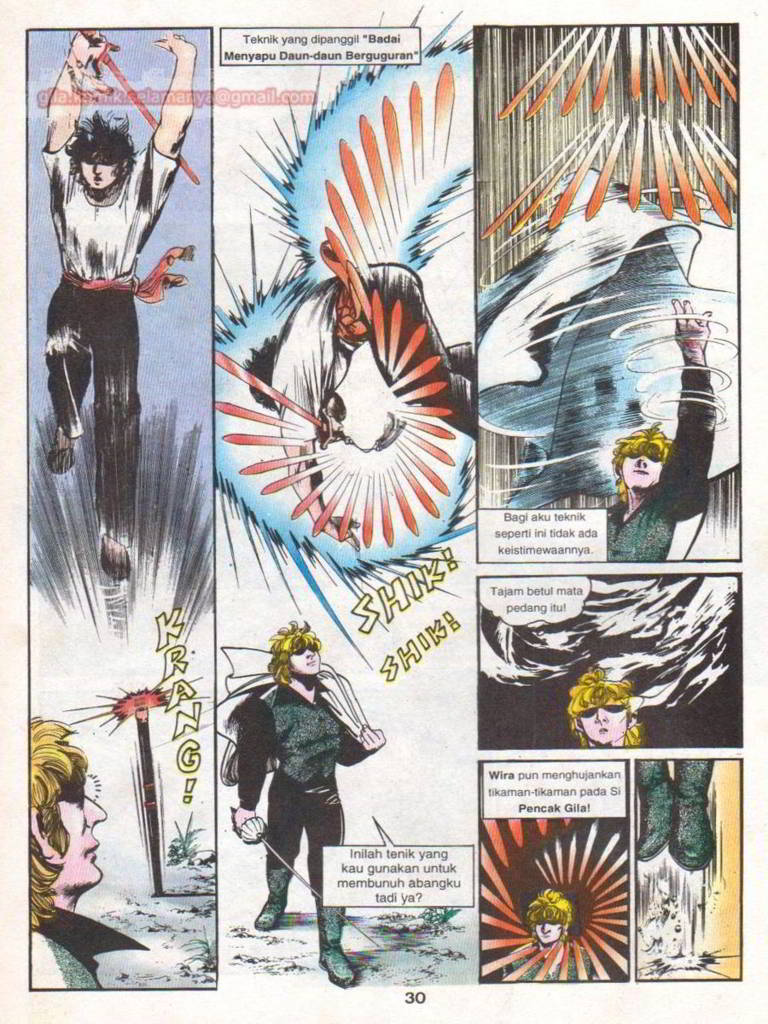 gila.komik.selamanya@gmail.com
KRANG!
Teknik yang dipanggil "Badai
Menyapu Daun-daun Berguguran"
SHIK!
SHIK!
Inilah tenik yang
kau gunakan untuk
membunuh abangku
tadi ya?
Bagi aku teknik
seperti ini tidak ada
keistimewaannya.
Tajam betul mata
pedang itu!
Wira pun menghujankan
tikaman-tikaman pada Si
Pencak Gila!
30